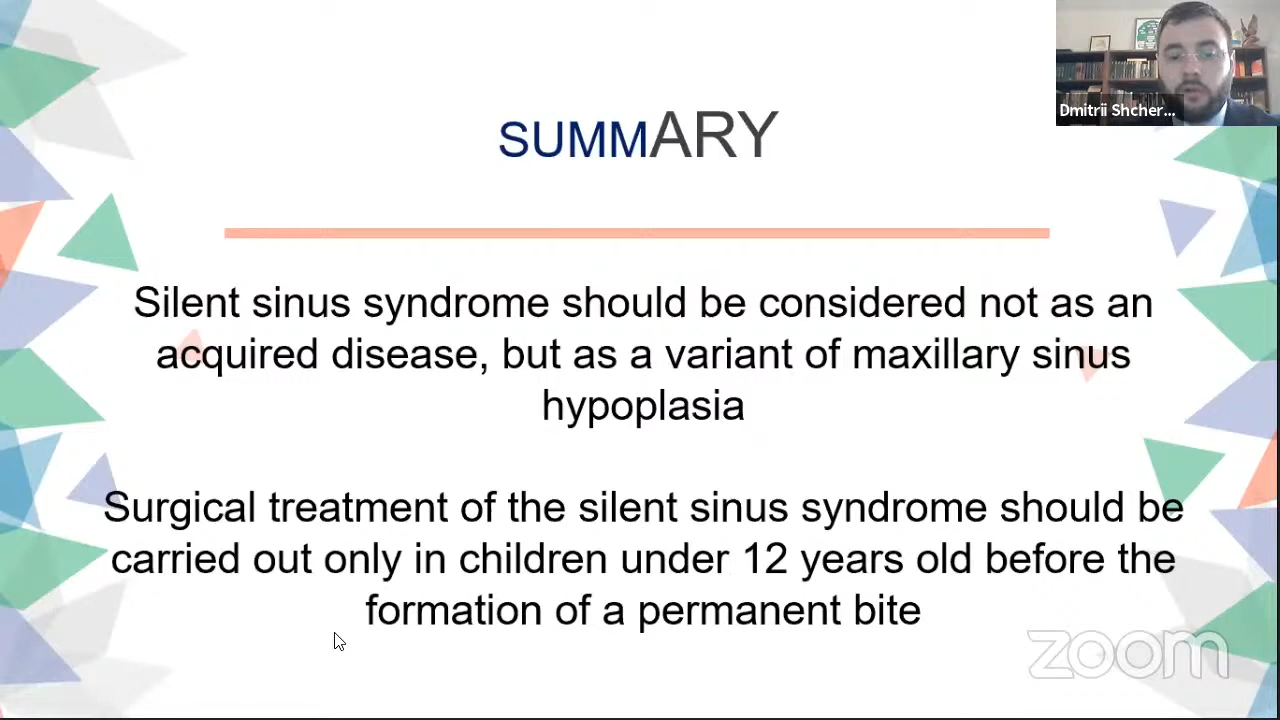 Dmitrii Shcher...
SUMMARY
Silent sinus syndrome should be considered not as an
acquired disease, but as a variant of maxillary sinus
hypoplasia
Surgical treatment of the silent sinus syndrome should be
carried out only in children under 12 years old before the
formation of a permanent bite
zoom